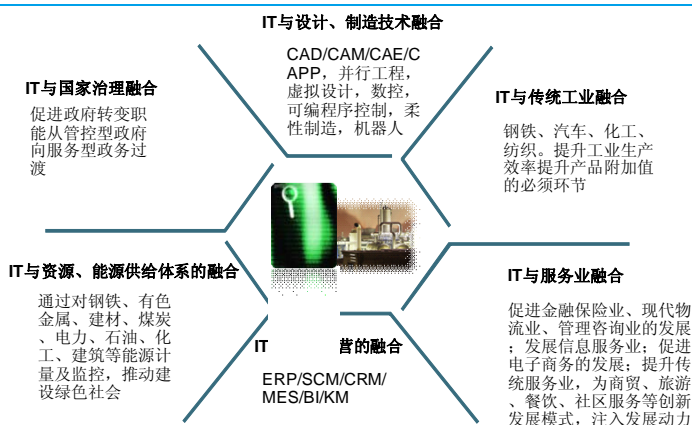 IT与设计、制造技术融合
CAD/CAM/CAE/C
APP，并行工程，
虚拟设计，数控，
可编程序控制，柔
性制造，机器人
IT与国家治理融合
促进政府转变职
能从管控型政府
向服务型政务过
渡
IT与传统工业融合
钢铁、汽车、化工、
纺织。提升工业生产
效率提升产品附加值
的必须环节
IT与资源、能源供给体系的融合
通过对钢铁、有色
金属、建材、煤炭
、电力、石油、化
工、建筑等能源计
量及监控，推动建
设绿色社会
IT
营的融合
ERP/SCM/CRM/
MES/BI/KM
IT与服务业融合
促进金融保险业、现代物
流业、管理咨询业的发展
；发展信息服务业；促进
电子商务的发展；提升传
统服务业，为商贸、旅游
、餐饮、社区服务等创新
发展模式，注入发展动力